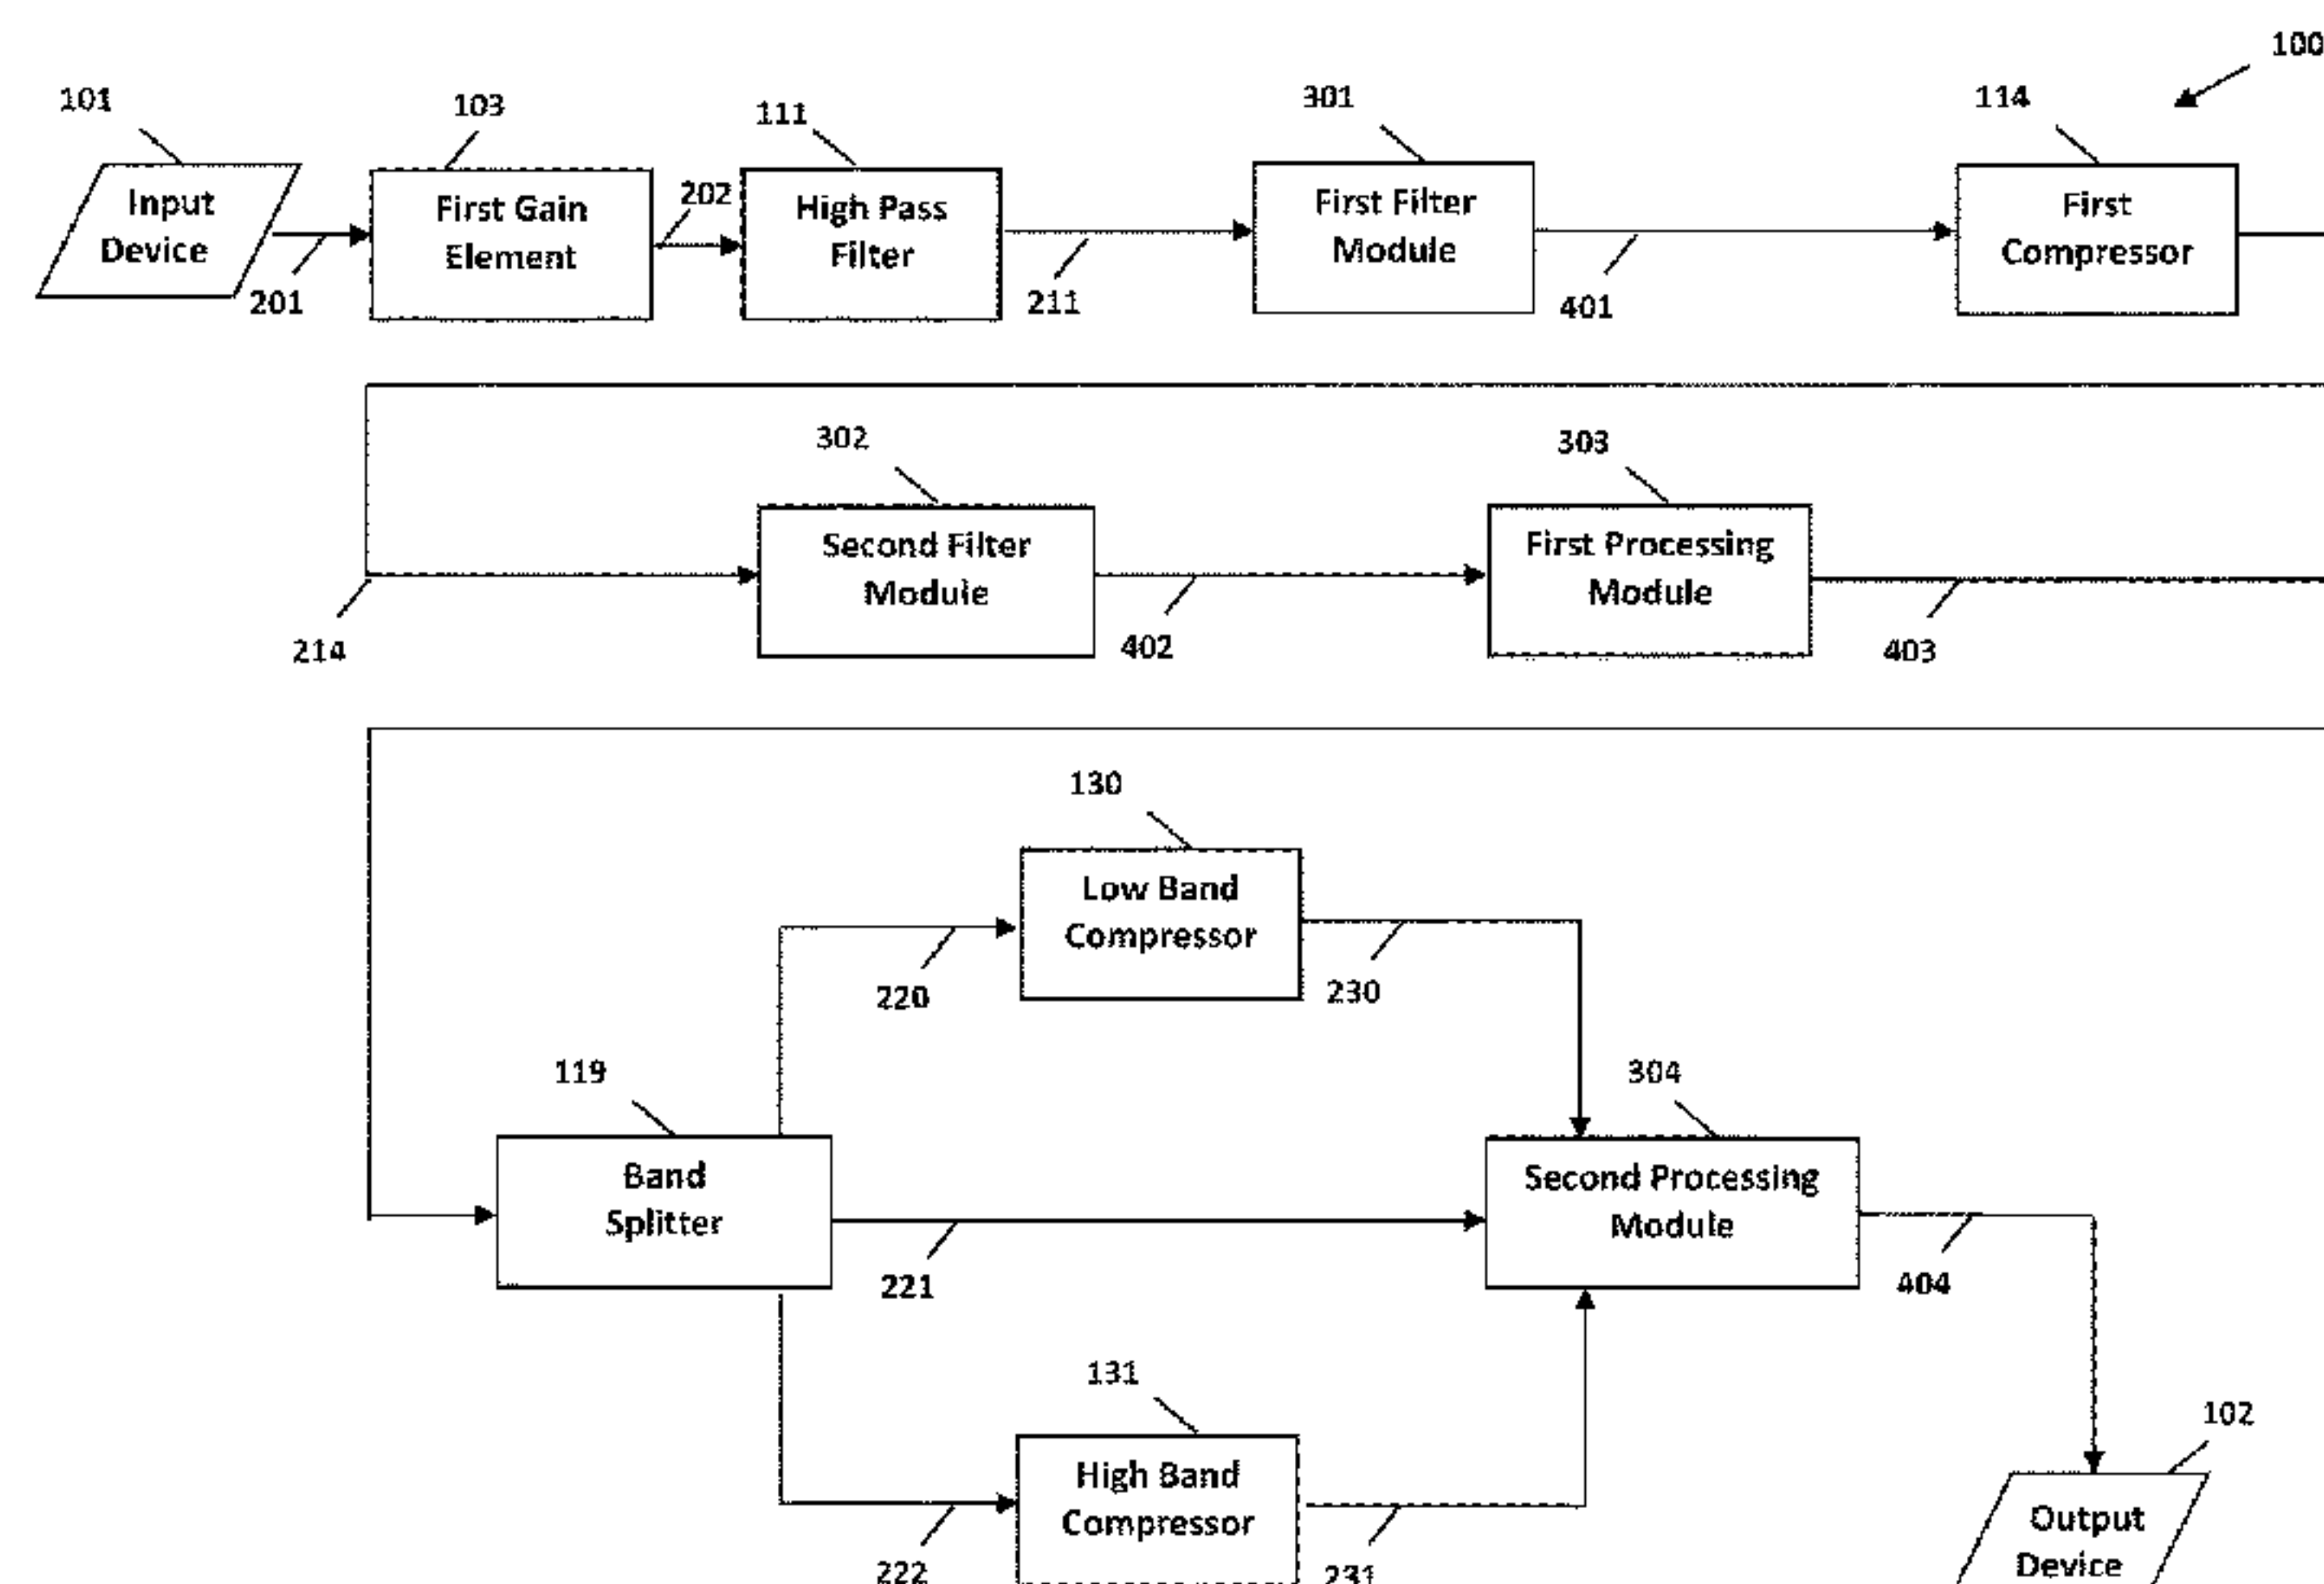 100
101
103
111
301
114
Input
Device
First Gain
Element
202
High Pass
Filter
First Filter
Module
First
Compressor
201
211
401
302
303
Second Filter
Module
First Processing
Module
214
402
403
130
Low Band
Compressor
220
230
119
304
Band
Splitter
Second Processing
Module
221
404
131
102
High Band
Compressor
Output
Device
222
231